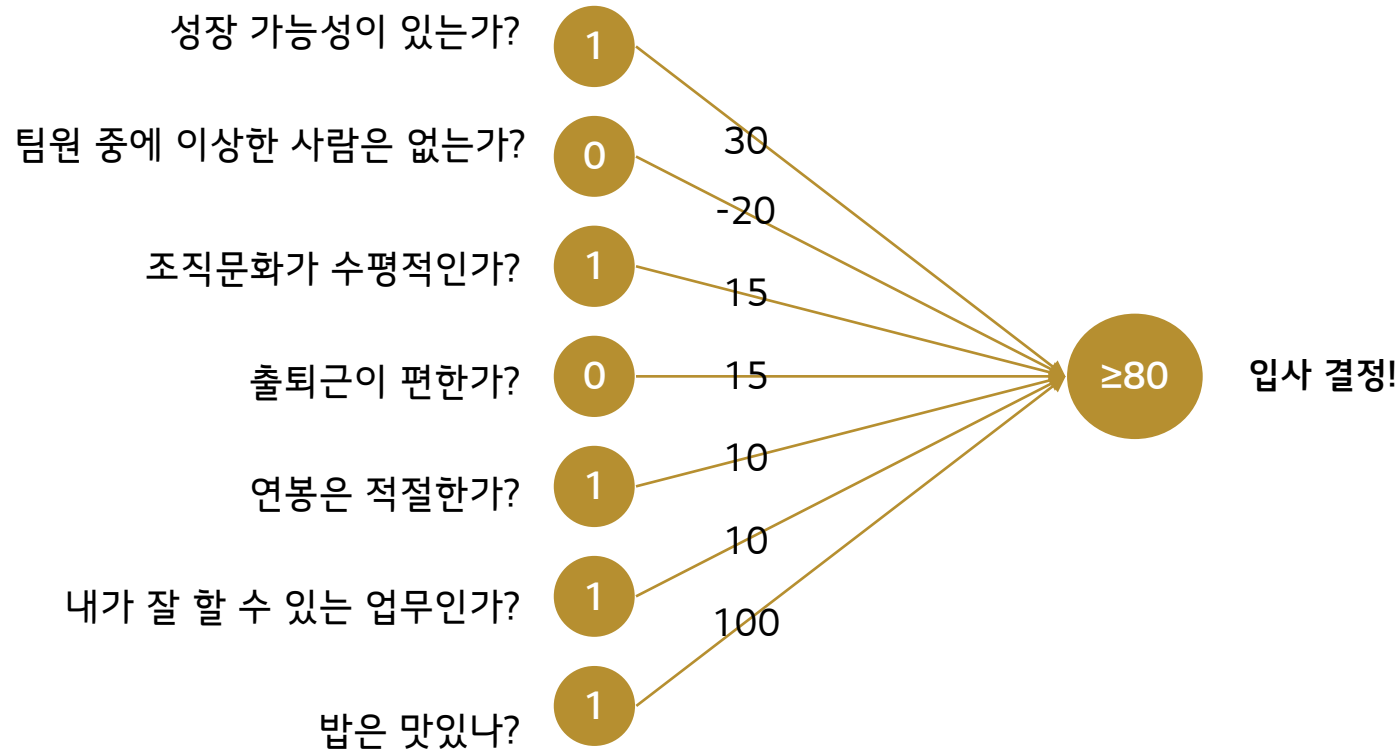 성장 가능성이 있는가?
1
30
팀원 중에 이상한 사람은 없는가?
0
-20
조직문화가 수평적인가?
1
15
출퇴근이 편한가?
0
15
≥80
입사 결정!
연봉은 적절한가?
1
10
내가 잘 할 수 있는 업무인가?
1
10
밥은 맛있나?
1
100